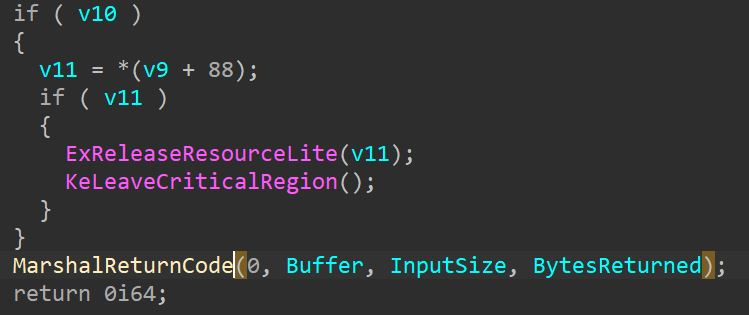 if ( v10 )
{
  v11 = *(v9 + 88);
  if ( v11 )
  {
    ExReleaseResourceLite(v11);
    KeLeaveCriticalRegion();
  }
}
MarshalReturnCode(0, Buffer, InputSize, BytesReturned);
return 0i64;